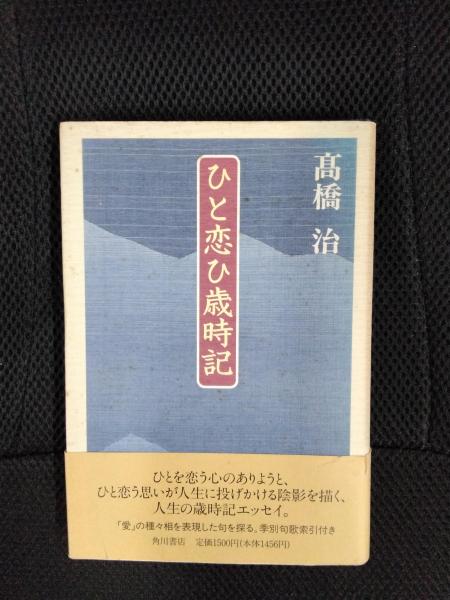 髙橋 治
ひと恋ひ歳時記
ひとを恋う心のありようと、
ひと恋う思いが人生に投げかける陰影を描く、
人生の歳時記エッセイ。
「愛」の種々相を表現した句を探る。季別句歌索引付き
角川書店 定価1500円(本体1456円)